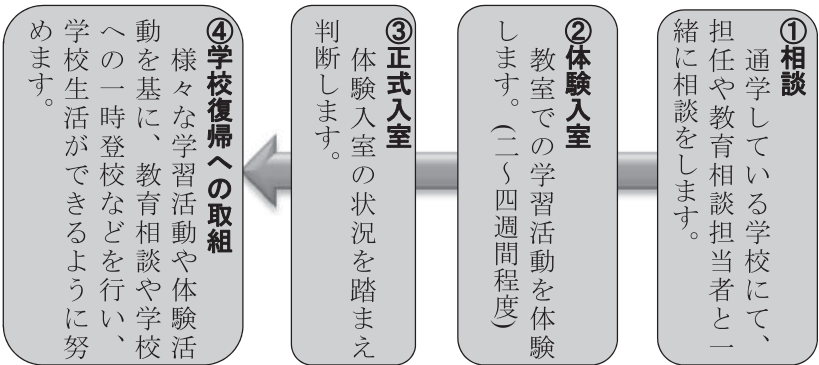 ①相談
通学している学校にて、
担任や教育相談担当者と一
緒に相談をします。
②体験入室
教室での学習活動を体験
します。(二～四週間程度)
③正式入室
体験入室の状況を踏まえ
判断します。
④学校復帰への取組
様々な学習活動や体験活
動を基に、教育相談や学校
への一時登校などを行い、
学校生活ができるように努
めます。